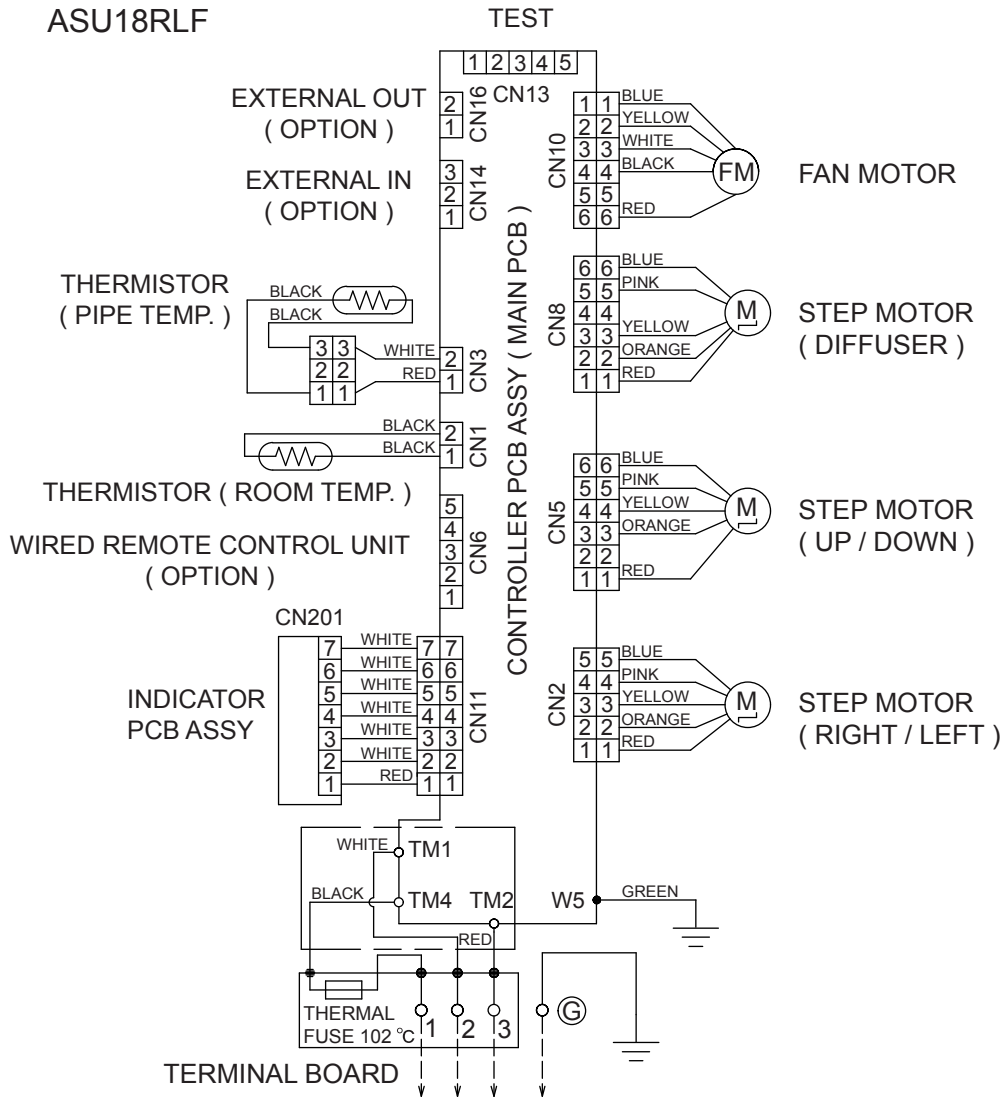 ASU18RLF
TEST
1 2 3 4 5
CN13
EXTERNAL OUT
( OPTION )
2
1
CN16
EXTERNAL IN
( OPTION )
3
2
1
CN14
THERMISTOR
( PIPE TEMP. )
BLACK
BLACK
3 3
2 2
1 1
WHITE
RED
2
1
CN3
BLACK
BLACK
2
1
CN1
THERMISTOR ( ROOM TEMP. )
WIRED REMOTE CONTROL UNIT
( OPTION )
5
4
3
2
1
CN6
CN201
INDICATOR
PCB ASSY
7 WHITE 7 7
6 WHITE 6 6
5 WHITE 5 5
4 WHITE 4 4
3 WHITE 3 3
2 WHITE 2 2
1 RED 1 1
CN11
CONTROLLER PCB ASSY ( MAIN PCB )
CN10
1 1 BLUE
2 2 YELLOW
3 3 WHITE
4 4 BLACK
5 5
6 6 RED
FM
FAN MOTOR
CN8
6 6 BLUE
5 5 PINK
4 4
3 3 YELLOW
2 2 ORANGE
1 1 RED
M
STEP MOTOR
( DIFFUSER )
CN5
6 6 BLUE
5 5 PINK
4 4 YELLOW
3 3 ORANGE
2 2
1 1 RED
M
STEP MOTOR
( UP / DOWN )
CN2
5 5 BLUE
4 4 PINK
3 3 YELLOW
2 2 ORANGE
1 1 RED
M
STEP MOTOR
( RIGHT / LEFT )
WHITE TM1
BLACK TM4 TM2
W5 GREEN
RED
THERMAL
FUSE 102 °C
1 2 3 G
TERMINAL BOARD